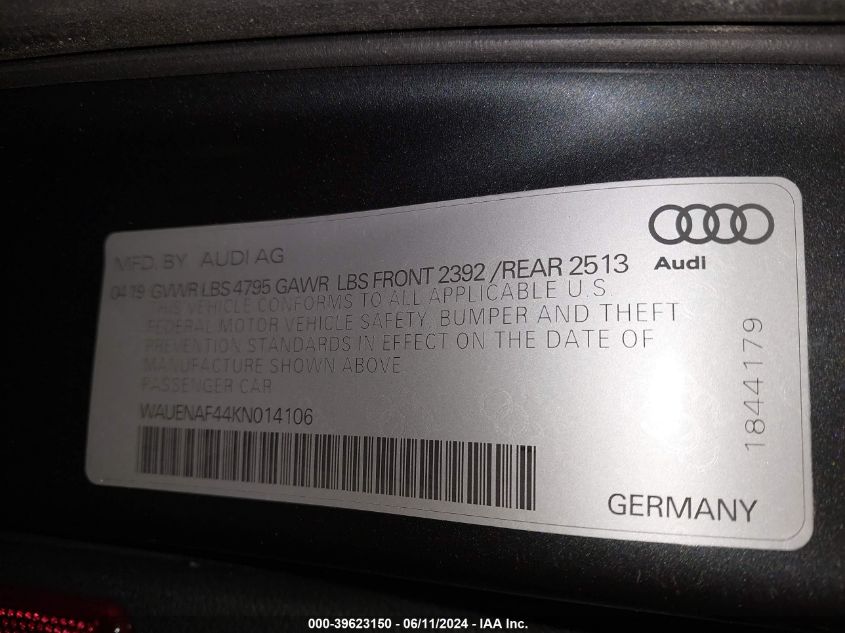 MFD. BY AUDI AG
0419 GVWR LBS 4795 GAWR LBS FRONT 2392 /REAR 2513
THIS VEHICLE CONFORMS TO ALL APPLICABLE U.S
FEDERAL MOTOR VEHICLE SAFETY, BUMPER AND THEFT
PREVENTION STANDARDS IN EFFECT ON THE DATE OF
MANUFACTURE SHOWN ABOVE
PASSENGER CAR
WAUENAF44KN014106
Audi
1844179
GERMANY
000-39623150 - 06/11/2024 - IAA Inc.